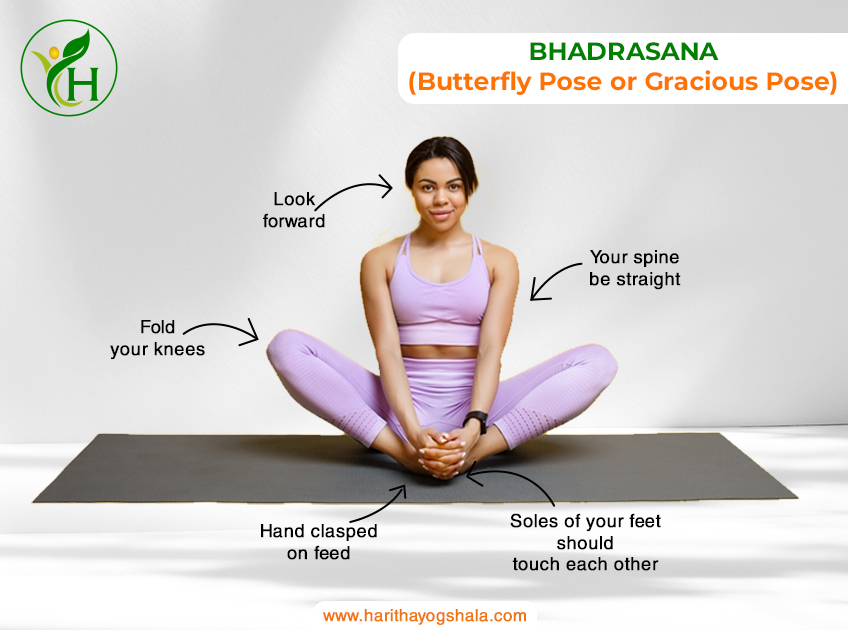 H
BHADRASANA
(Butterfly Pose or Gracious Pose)
Look
forward
Your spine
be straight
Fold
your knees
Hand clasped
on feed
Soles of your feet
should
touch each other
www.harithayogshala.com